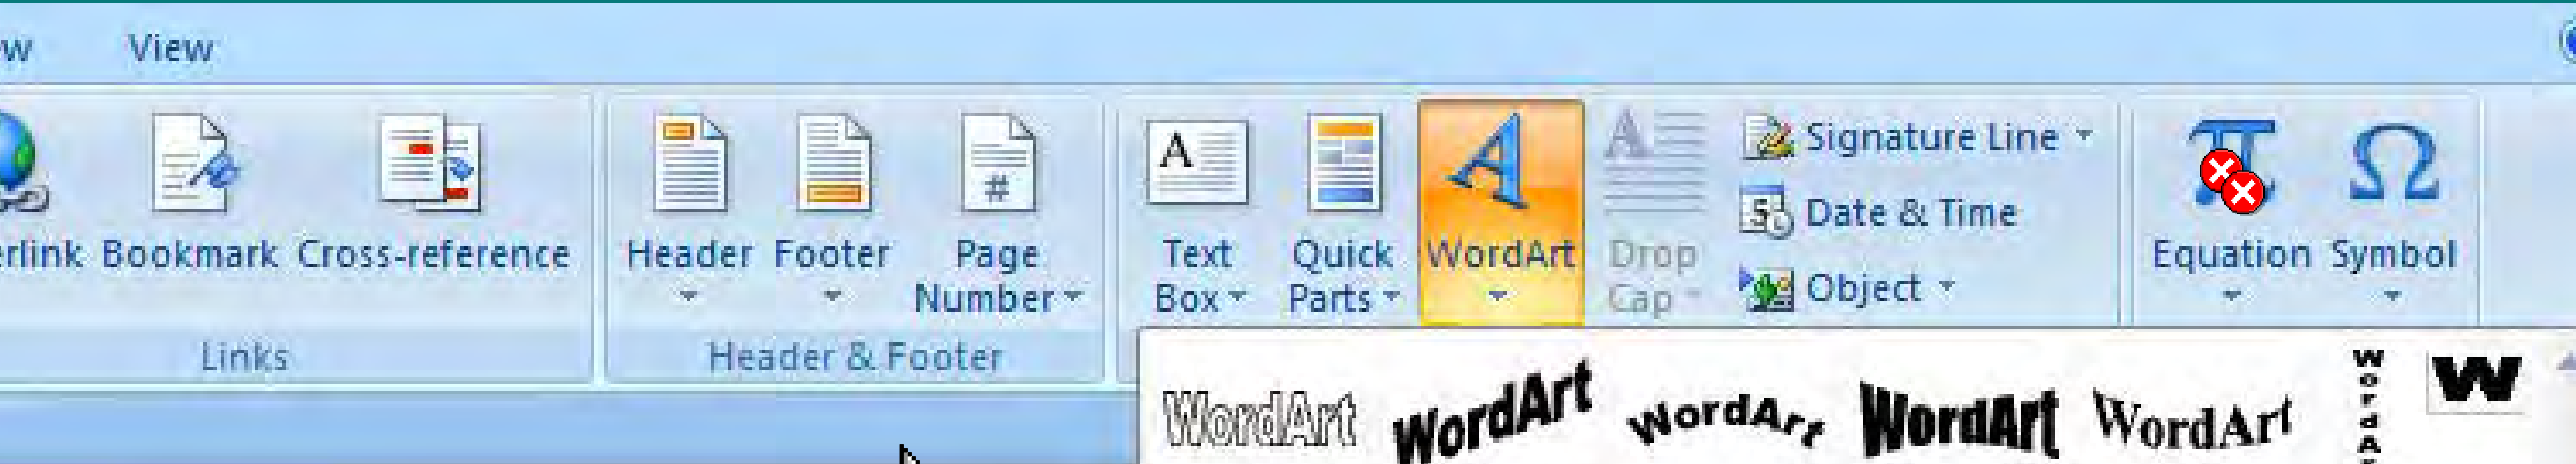 w View
erlink Bookmark Cross-reference
Links
Header Footer Page Number
Header & Footer
Text Box Quick Parts WordArt Drop Cap
Signature Line
Date & Time
Object
Equation Symbol
WordArt WordArt WordArt WordArt WordArt WordA W